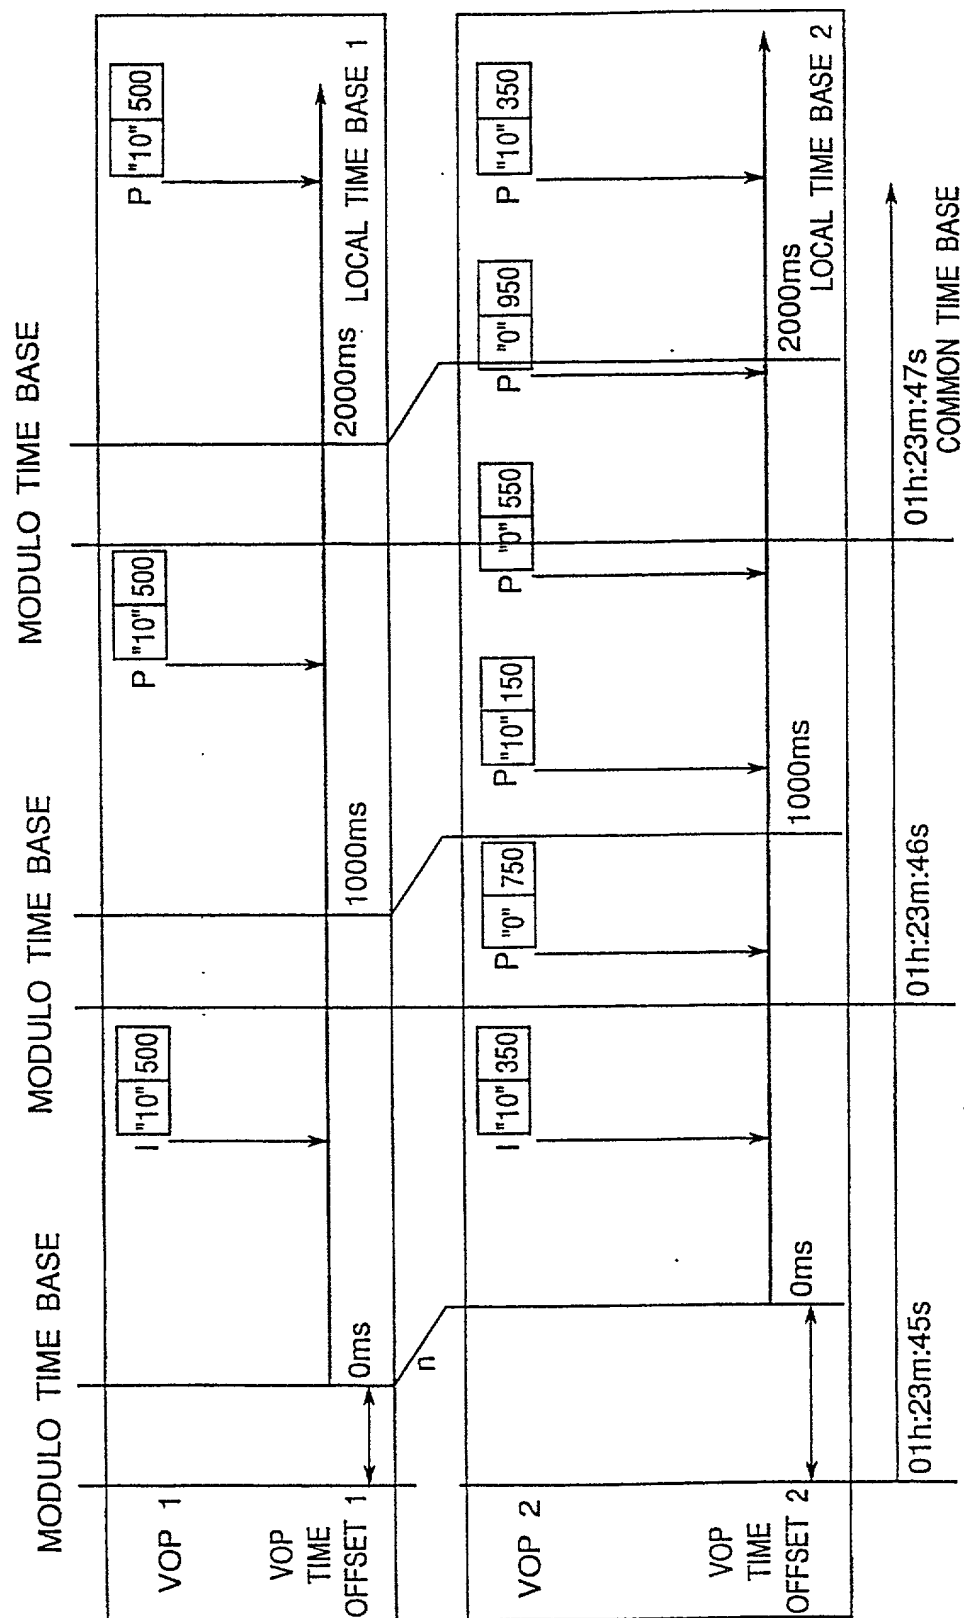 MODULO TIME BASE
MODULO TIME BASE
MODULO TIME BASE
VOP 1
I "10" 500
P "10" 500
P "10" 500
VOP
TIME
OFFSET 1
0ms
1000ms
2000ms
LOCAL TIME BASE 1
n
VOP 2
I "10" 350
P "0" 750
P "10" 150
P "0" 550
P "0" 950
P "10" 350
VOP
TIME
OFFSET 2
0ms
1000ms
2000ms
LOCAL TIME BASE 2
01h:23m:45s
01h:23m:46s
01h:23m:47s
COMMON TIME BASE